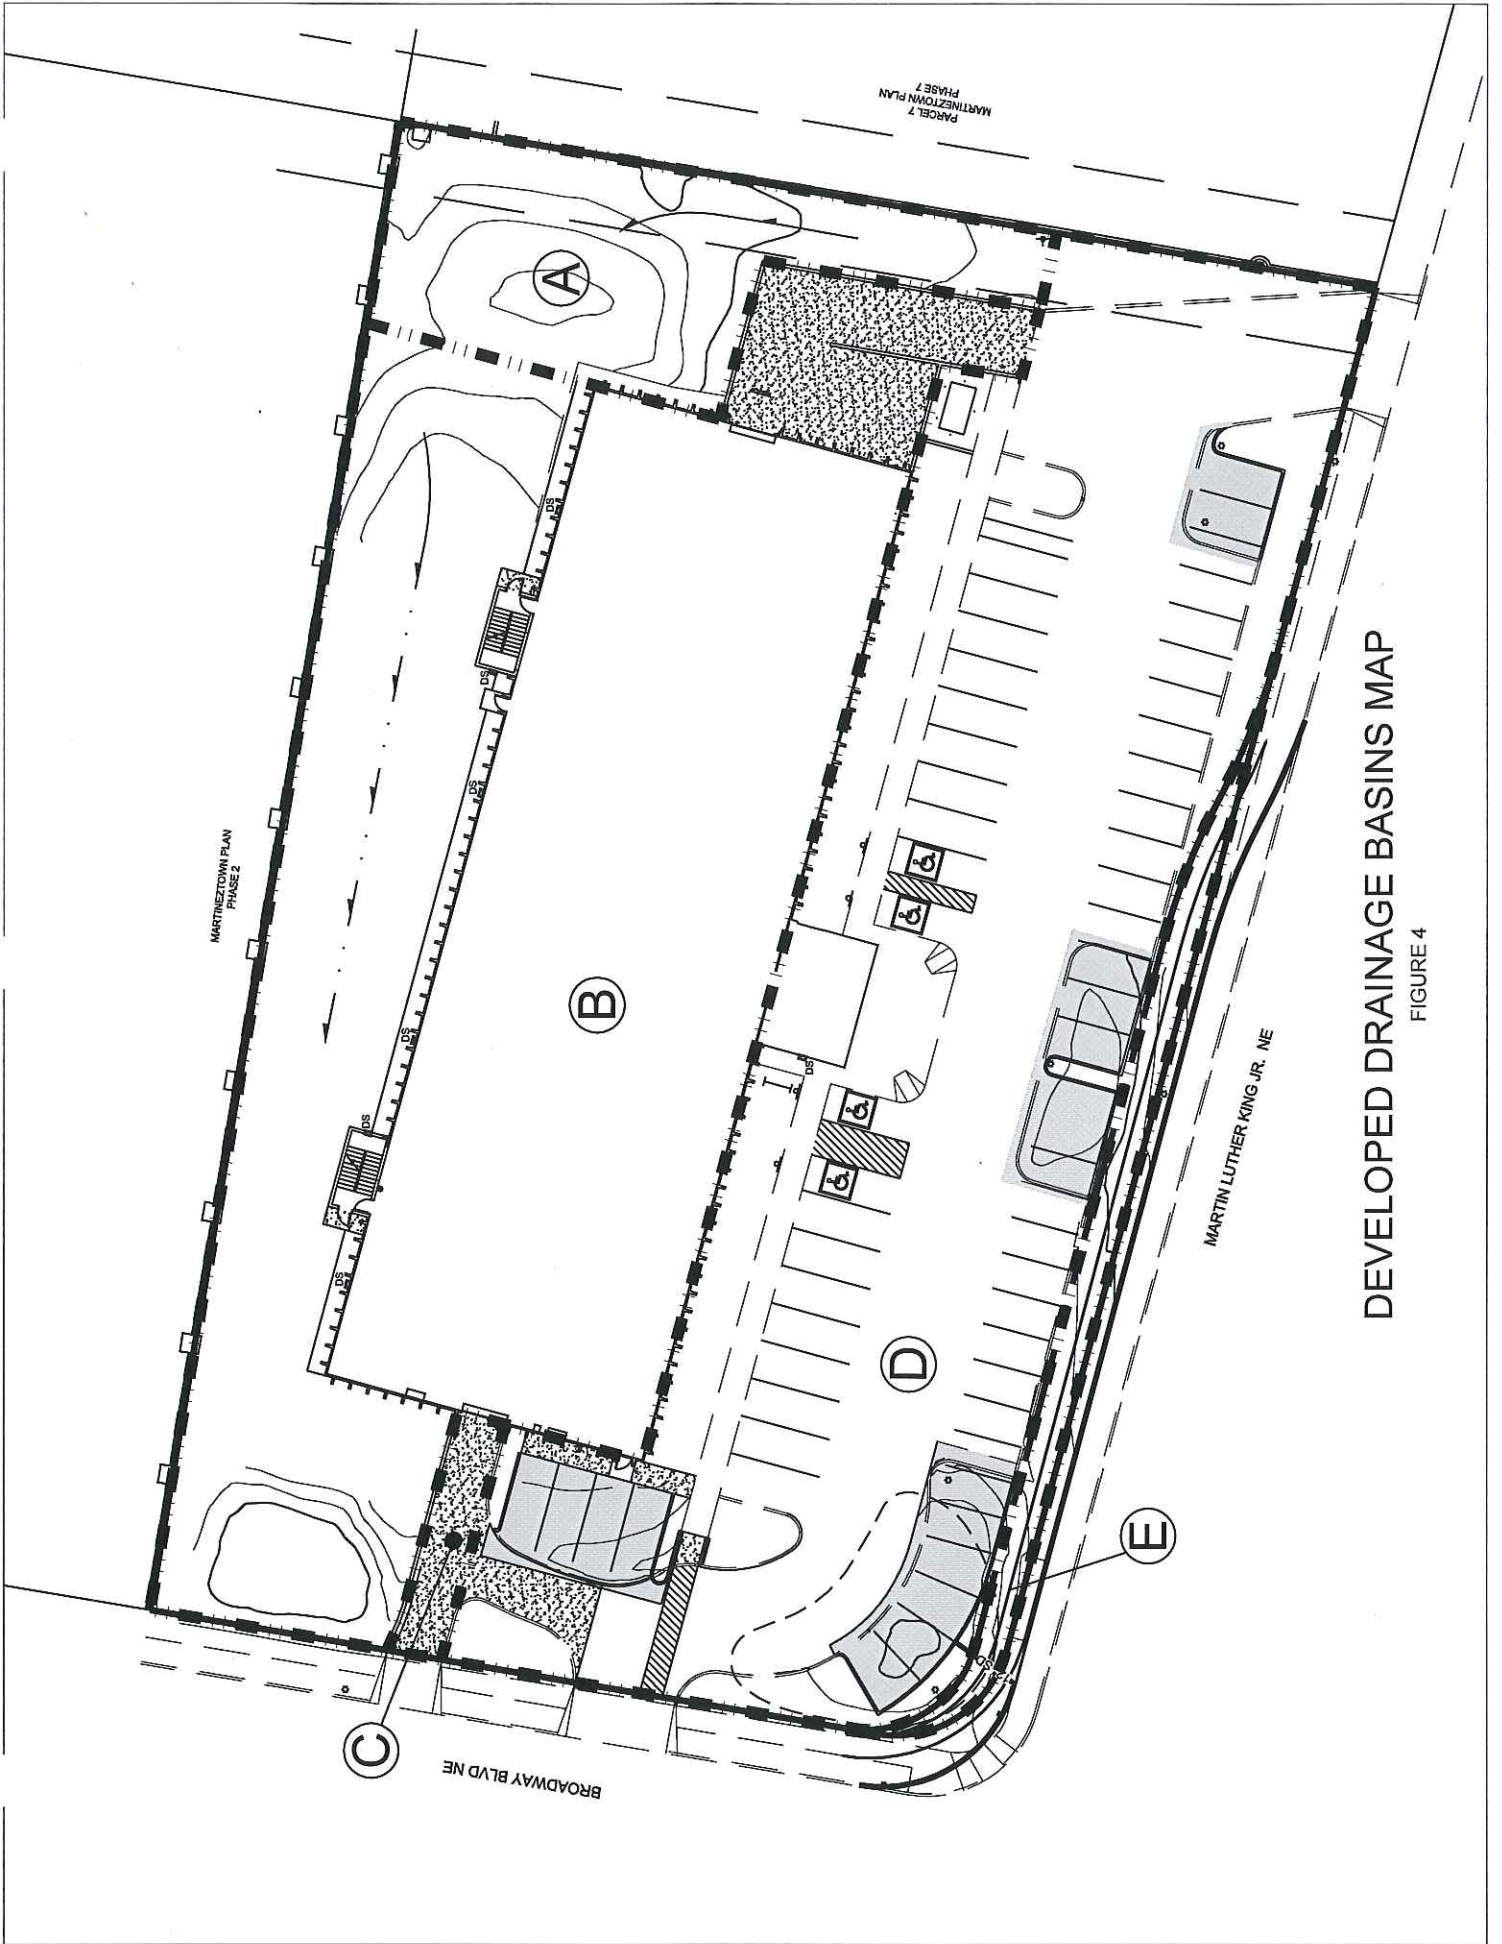 PARCEL 7
MARTINEZTOWN PLAN
PHASE 7
A
MARTINEZTOWN PLAN
PHASE 2
DS
DS
DS
DS
DS
DS
B
DS
D
E
C
BROADWAY BLVD NE
MARTIN LUTHER KING JR. NE
DEVELOPED DRAINAGE BASINS MAP
FIGURE 4